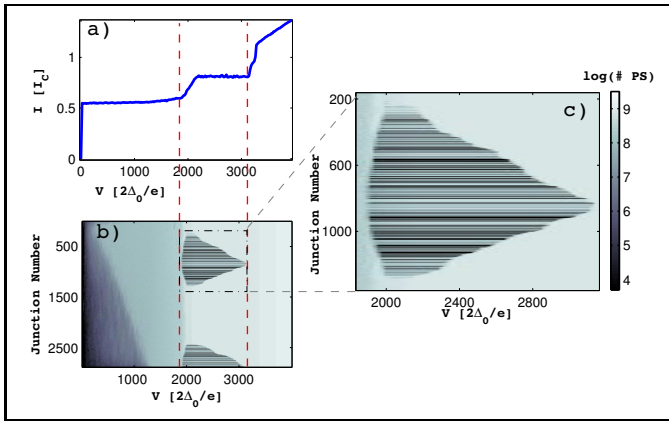 a)
I [I_C]
1
0.5
0
0 1000 2000 3000
V [2Δ_0/e]
b)
Junction Number
500
1500
2500
1000 2000 3000
V [2Δ_0/e]
c)
Junction Number
200
600
1000
2000 2400 2800
V [2Δ_0/e]
log(# PS)
9
8
7
6
5
4